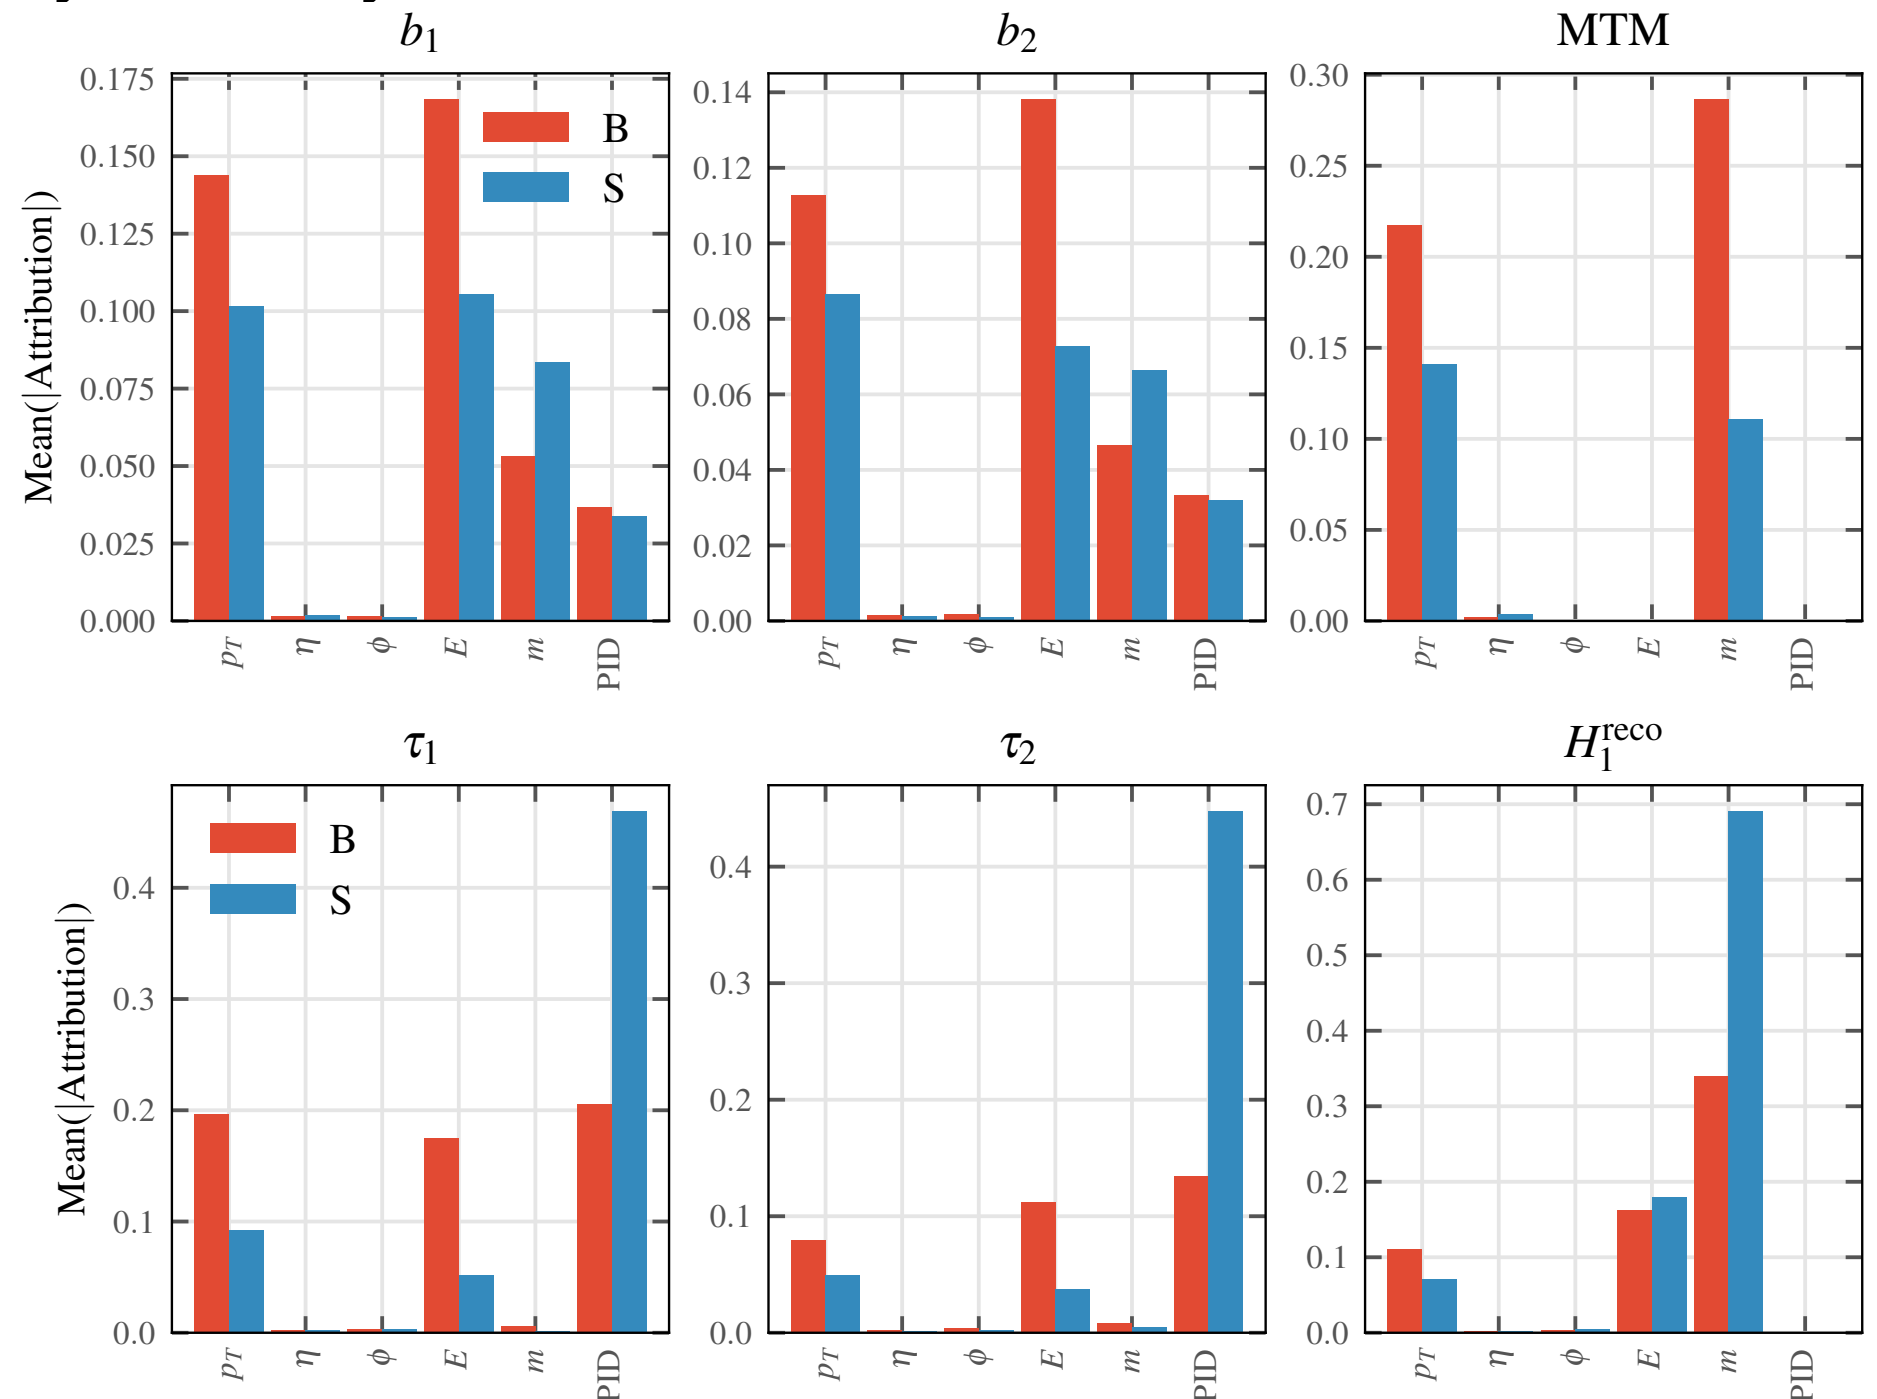 b₁ b₂ MTM
Mean(|Attribution|)
0.175
0.150
0.125
0.100
0.075
0.050
0.025
0.000
B
S
pT η ϕ E m PID
0.14
0.12
0.10
0.08
0.06
0.04
0.02
0.00
pT η ϕ E m PID
0.30
0.25
0.20
0.15
0.10
0.05
0.00
pT η ϕ E m PID
τ₁ τ₂ H₁^reco
Mean(|Attribution|)
0.4
0.3
0.2
0.1
0.0
B
S
pT η ϕ E m PID
0.4
0.3
0.2
0.1
0.0
pT η ϕ E m PID
0.7
0.6
0.5
0.4
0.3
0.2
0.1
0.0
pT η ϕ E m PID